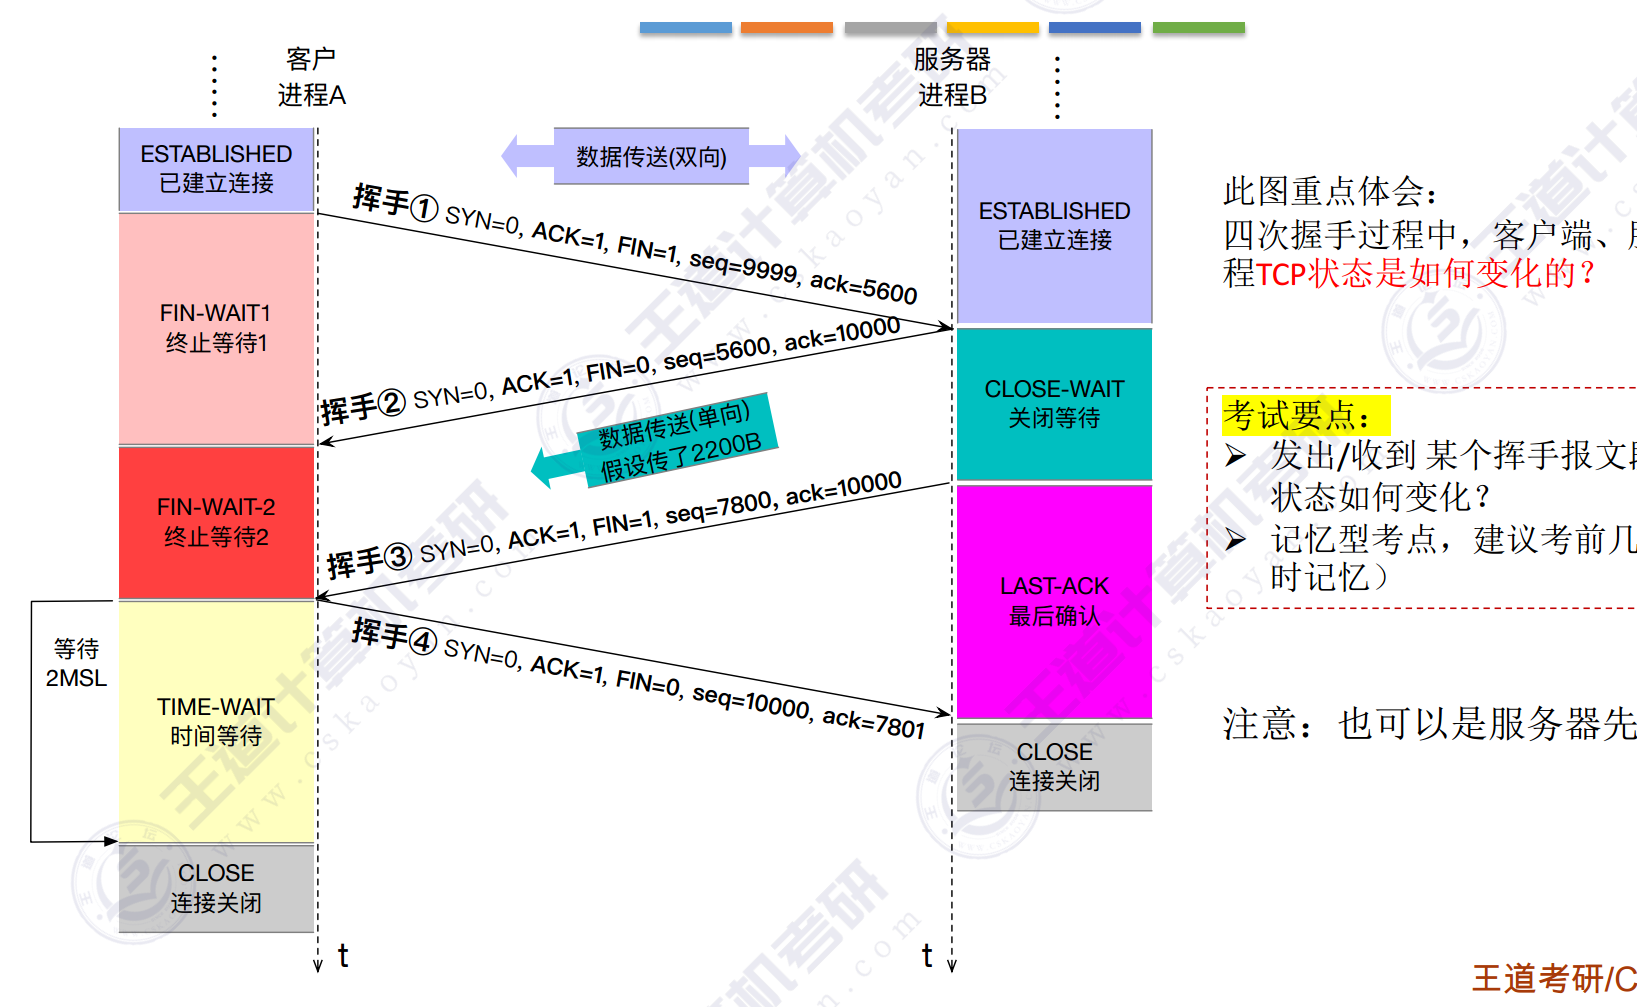 客户
进程A
服务器
进程B
ESTABLISHED
已建立连接
数据传送(双向)
挥手① SYN=0, ACK=1, FIN=1, seq=9999, ack=5600
ESTABLISHED
已建立连接
FIN-WAIT1
终止等待1
挥手② SYN=0, ACK=1, FIN=0, seq=5600, ack=10000
CLOSE-WAIT
关闭等待
数据传送(单向)
假设传了2200B
FIN-WAIT-2
终止等待2
挥手③ SYN=0, ACK=1, FIN=1, seq=7800, ack=10000
LAST-ACK
最后确认
等待
2MSL
挥手④ SYN=0, ACK=1, FIN=0, seq=10000, ack=7801
TIME-WAIT
时间等待
CLOSE
连接关闭
CLOSE
连接关闭
t
t
此图重点体会：
四次握手过程中，客户端、
程TCP状态是如何变化的？
考试要点：
➢ 发出/收到 某个挥手报文
状态如何变化？
➢ 记忆型考点，建议考前几
时记忆）
注意：也可以是服务器先
王道考研/C
王道计算机考研
www.cskaoyan.com